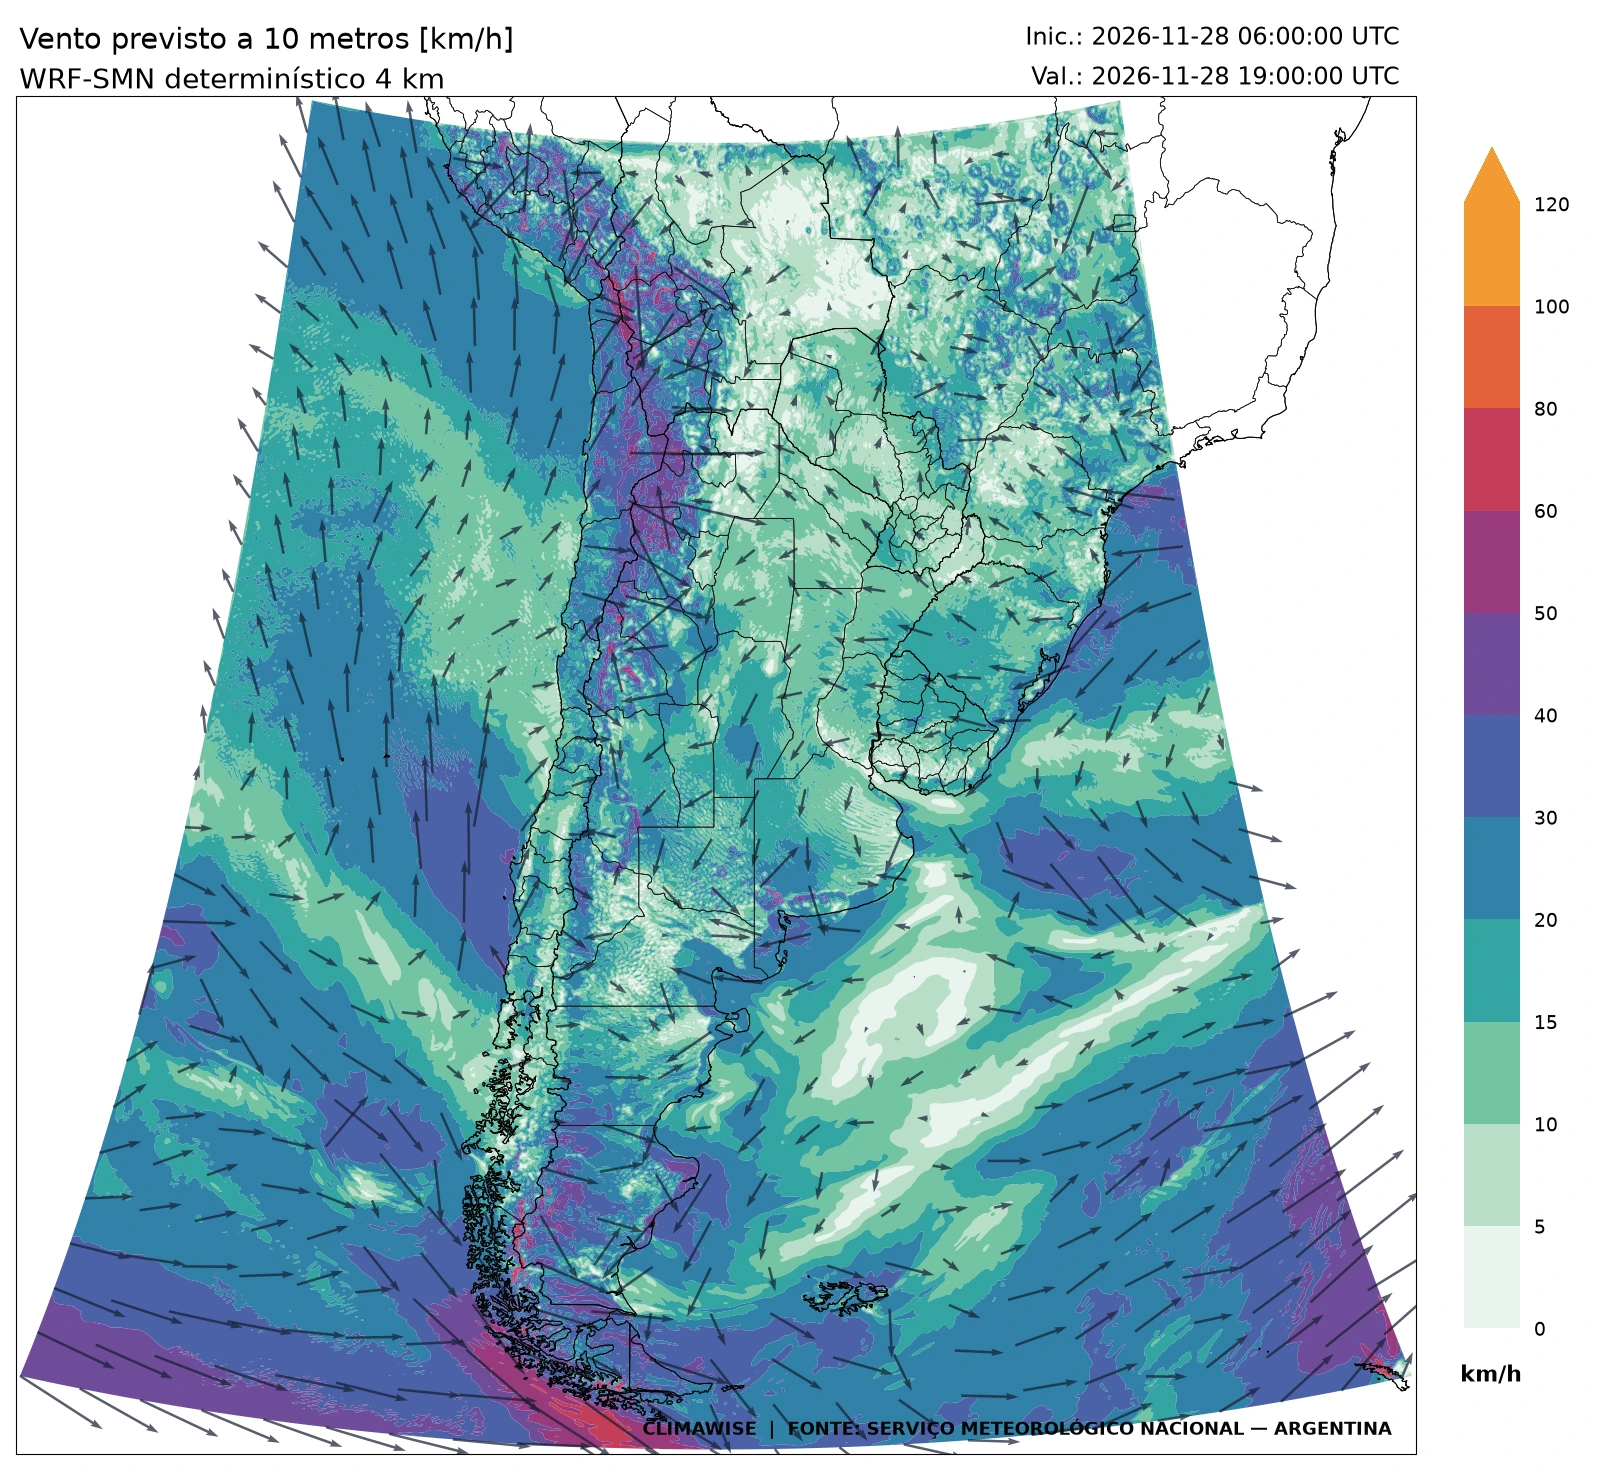 Vento previsto a 10 metros [km/h]
WRF-SMN determinístico 4 km
Inic.: 2026-11-28 06:00:00 UTC
Val.: 2026-11-28 19:00:00 UTC
120
100
80
60
50
40
30
20
15
10
5
0
km/h
CLIMAWISE | FONTE: SERVIÇO METEOROLÓGICO NACIONAL — ARGENTINA